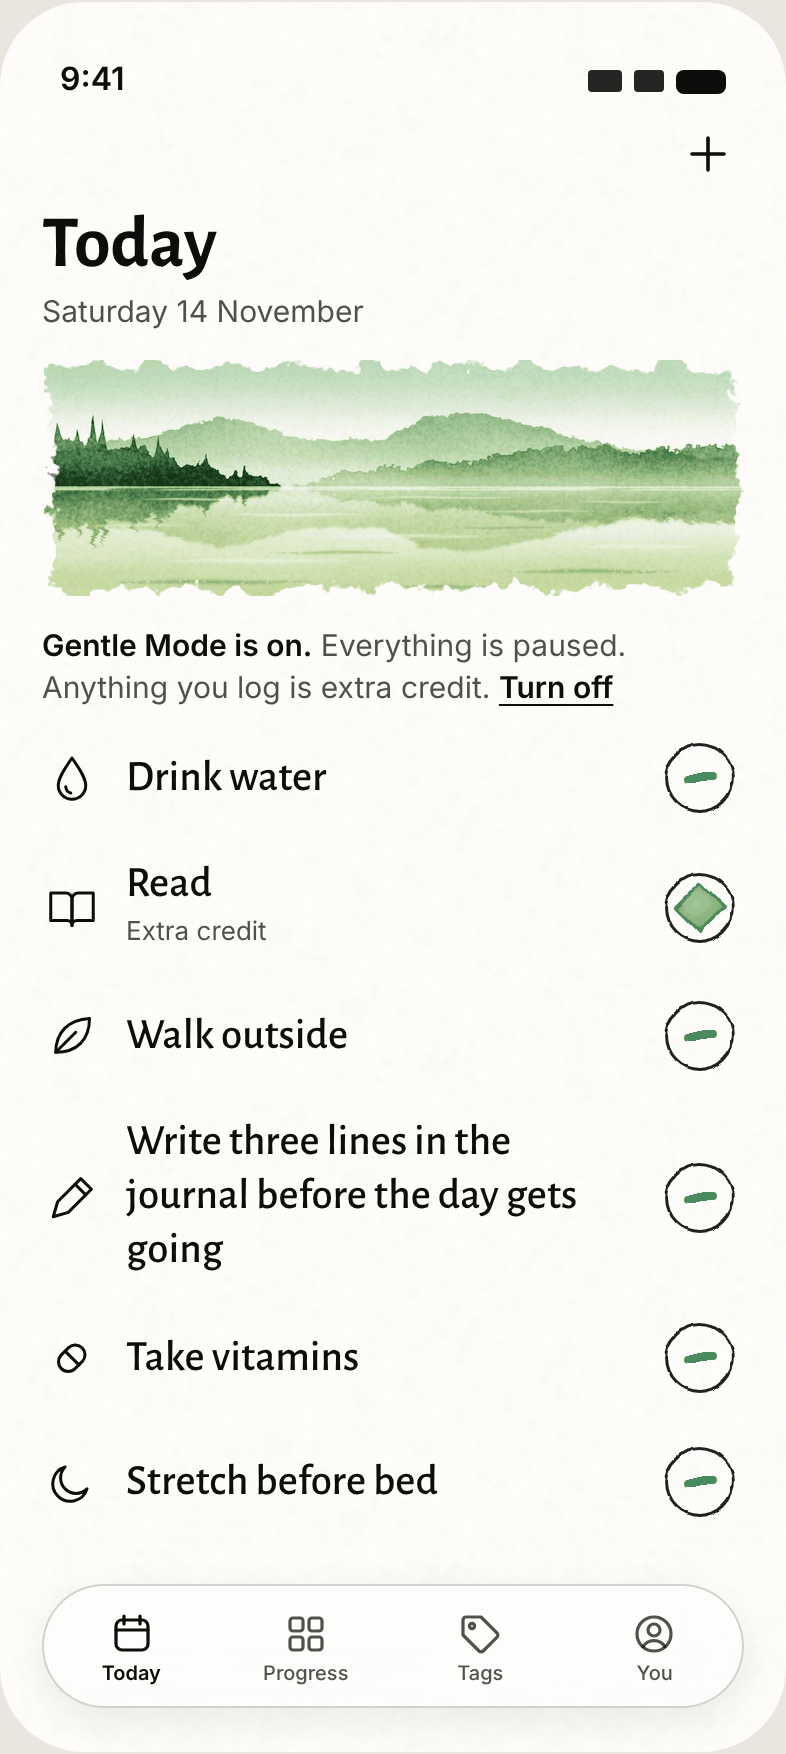 9:41
Today
Saturday 14 November
Gentle Mode is on. Everything is paused.
Anything you log is extra credit. Turn off
Drink water
Read
Extra credit
Walk outside
Write three lines in the
journal before the day gets
going
Take vitamins
Stretch before bed
Today
Progress
Tags
You